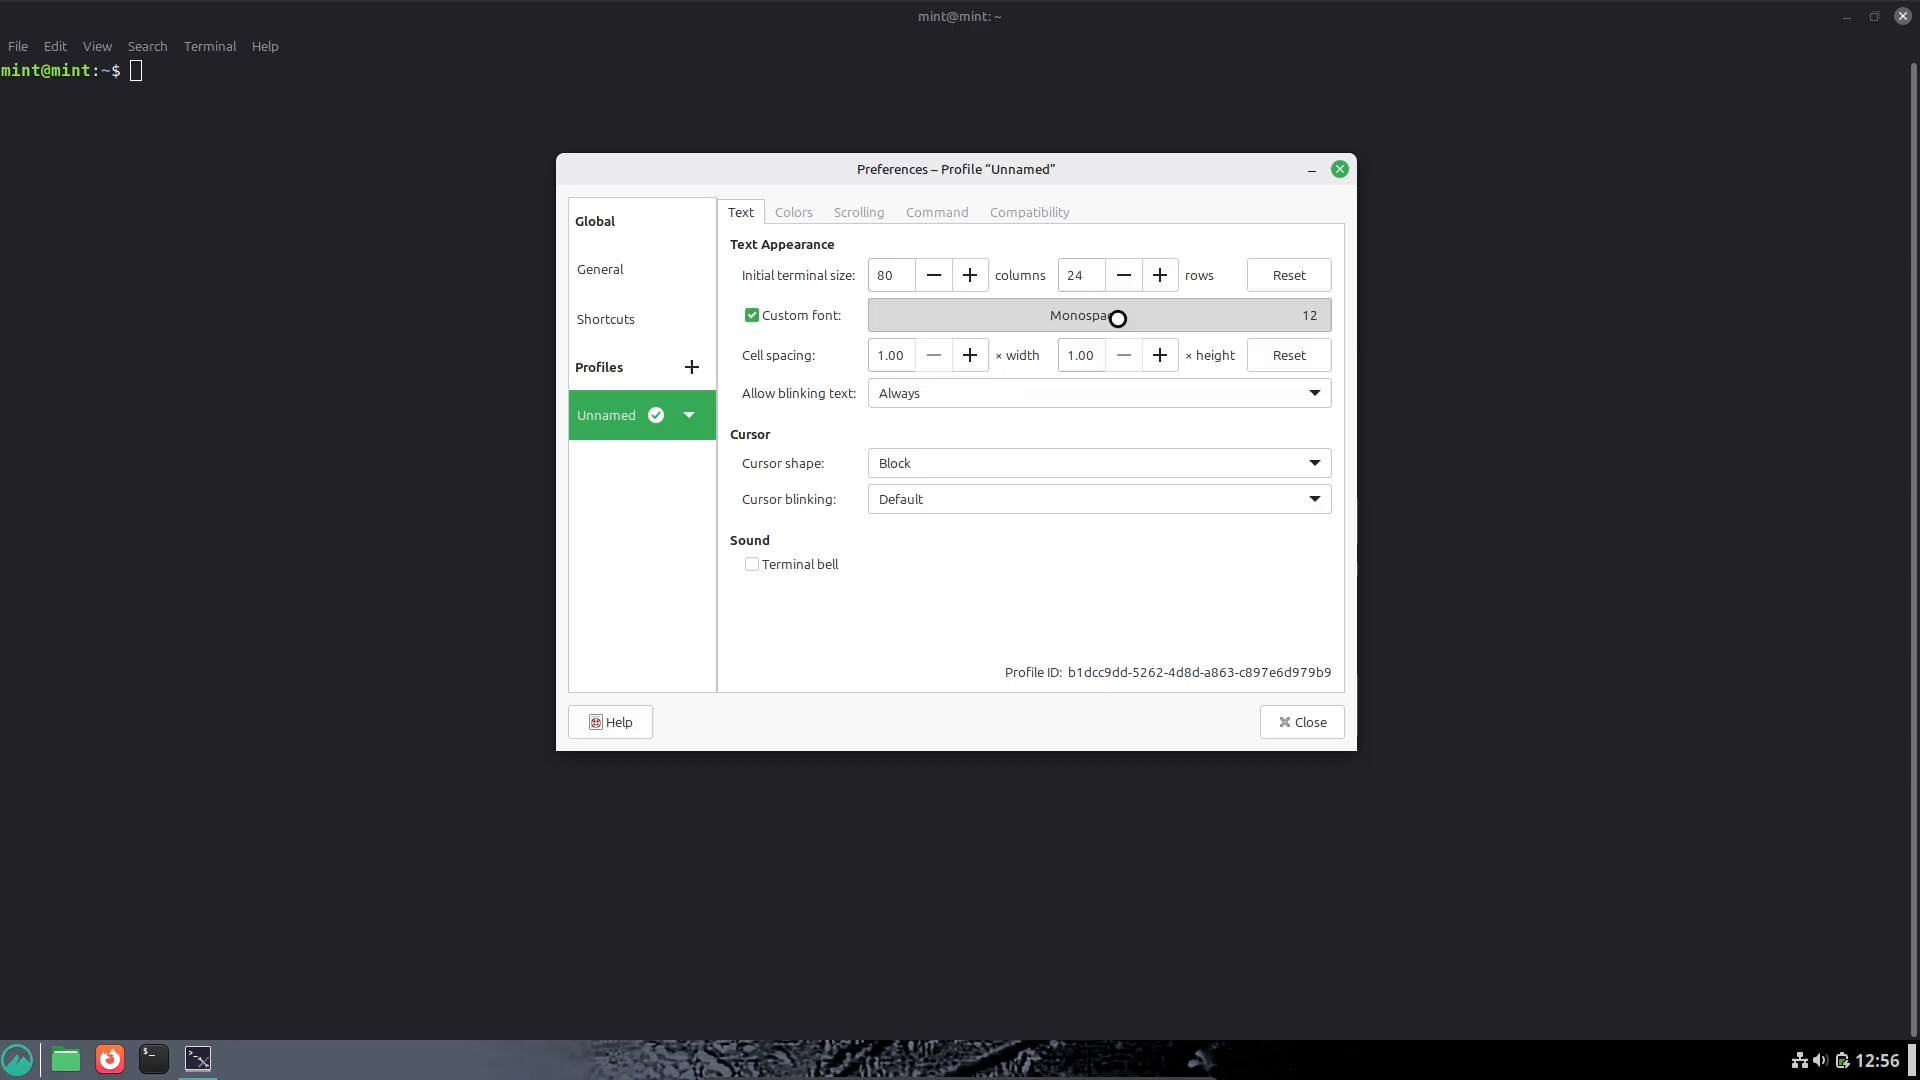 mint@mint: ~
File Edit View Search Terminal Help
mint@mint:~$
Preferences – Profile “Unnamed”
Global
General
Shortcuts
Profiles
Unnamed
Text Colors Scrolling Command Compatibility
Text Appearance
Initial terminal size: 80 columns 24 rows Reset
Custom font: 12
Cell spacing: 1.00 × width 1.00 × height Reset
Allow blinking text: Always
Cursor
Cursor shape: Block
Cursor blinking: Default
Sound
Terminal bell
Profile ID: b1dcc9dd-5262-4d8d-a863-c897e6d979b9
Help
Close
12:56